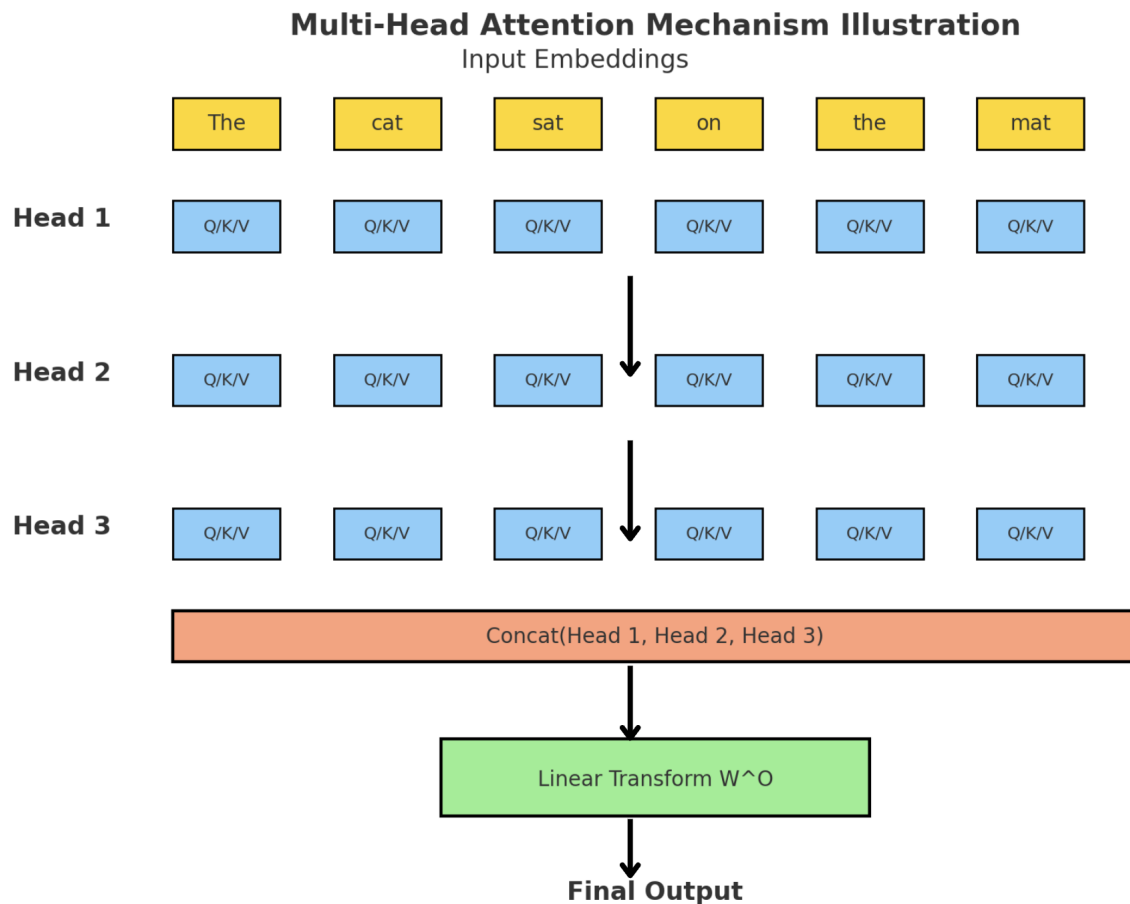 Multi-Head Attention Mechanism Illustration
Input Embeddings
The cat sat on the mat
Head 1 Q/K/V Q/K/V Q/K/V Q/K/V Q/K/V Q/K/V
Head 2 Q/K/V Q/K/V Q/K/V Q/K/V Q/K/V Q/K/V
Head 3 Q/K/V Q/K/V Q/K/V Q/K/V Q/K/V Q/K/V
Concat(Head 1, Head 2, Head 3)
Linear Transform W^O
Final Output